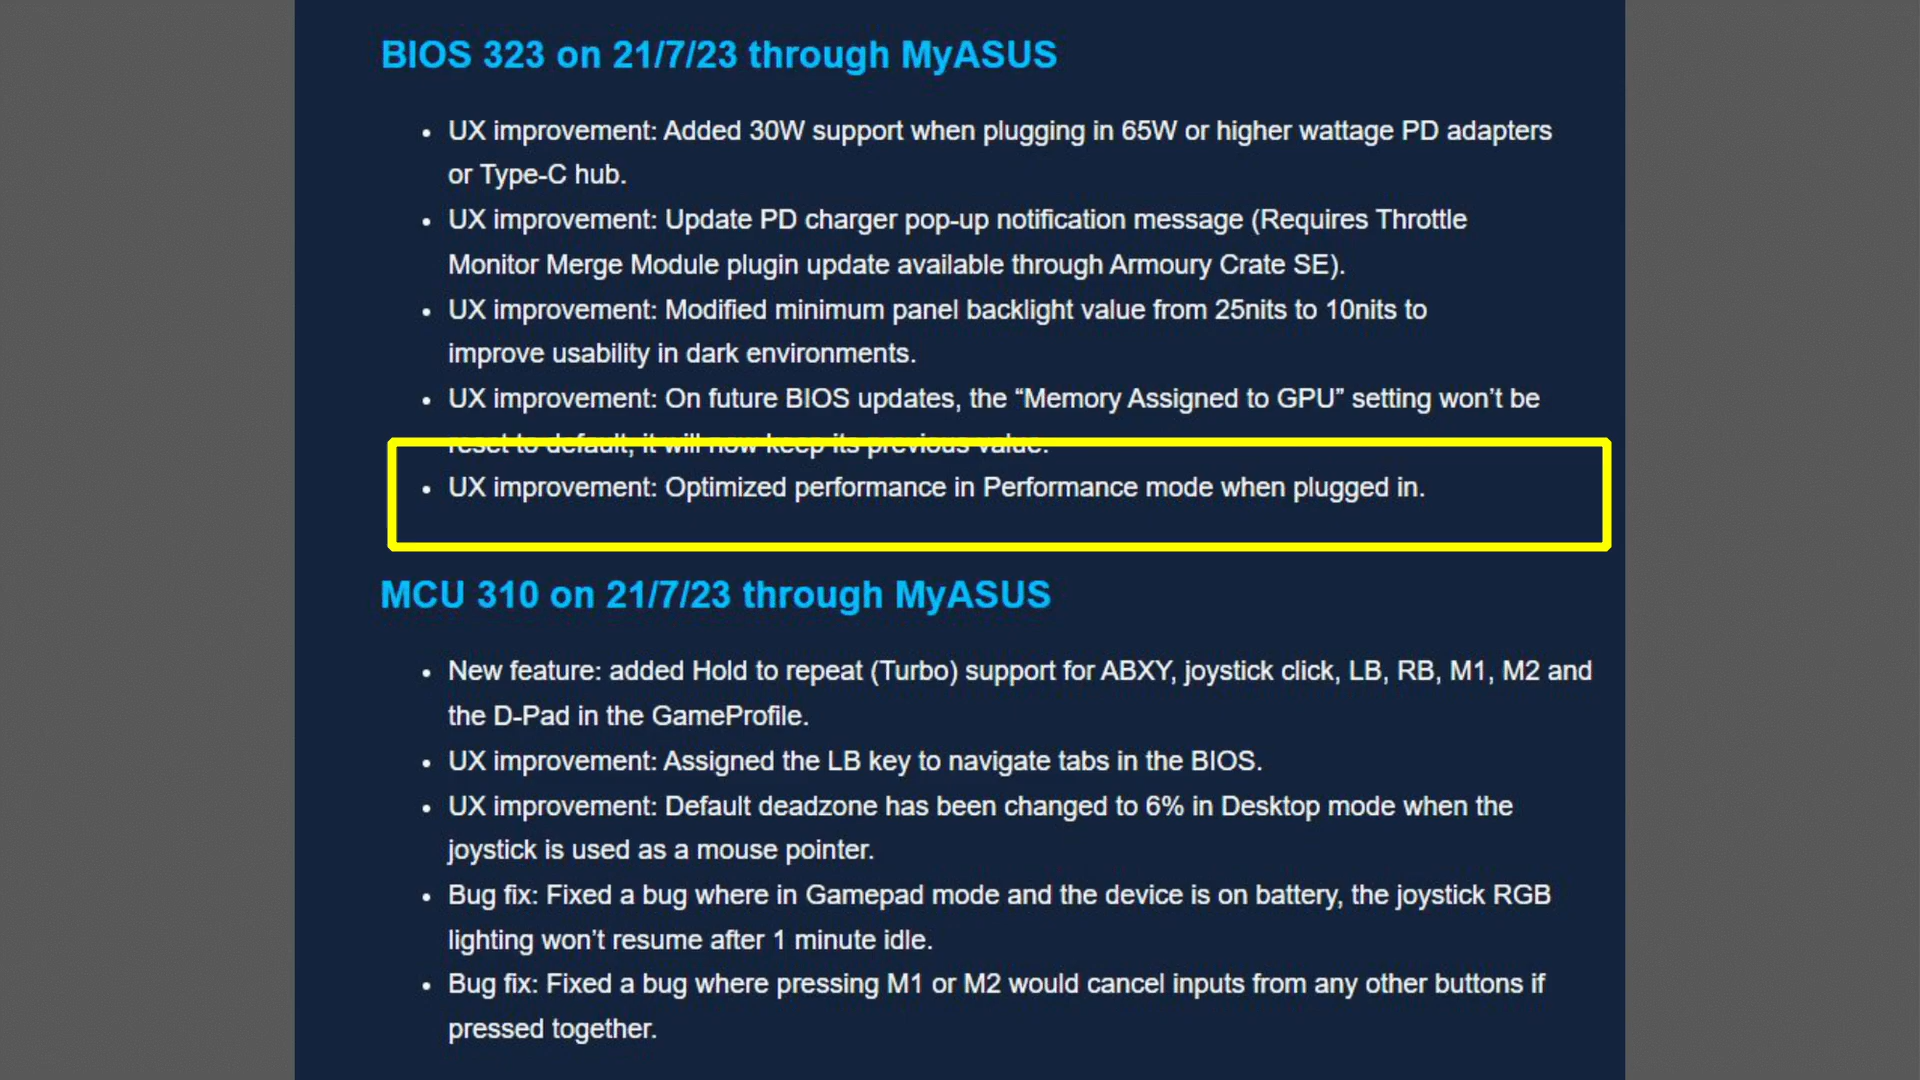 BIOS 323 on 21/7/23 through MyASUS
• UX improvement: Added 30W support when plugging in 65W or higher wattage PD adapters
or Type-C hub.
• UX improvement: Update PD charger pop-up notification message (Requires Throttle
Monitor Merge Module plugin update available through Armoury Crate SE).
• UX improvement: Modified minimum panel backlight value from 25nits to 10nits to
improve usability in dark environments.
• UX improvement: On future BIOS updates, the “Memory Assigned to GPU” setting won’t be
reset to default, it will now keep its previous value.
• UX improvement: Optimized performance in Performance mode when plugged in.
MCU 310 on 21/7/23 through MyASUS
• New feature: added Hold to repeat (Turbo) support for ABXY, joystick click, LB, RB, M1, M2 and
the D-Pad in the GameProfile.
• UX improvement: Assigned the LB key to navigate tabs in the BIOS.
• UX improvement: Default deadzone has been changed to 6% in Desktop mode when the
joystick is used as a mouse pointer.
• Bug fix: Fixed a bug where in Gamepad mode and the device is on battery, the joystick RGB
lighting won’t resume after 1 minute idle.
• Bug fix: Fixed a bug where pressing M1 or M2 would cancel inputs from any other buttons if
pressed together.